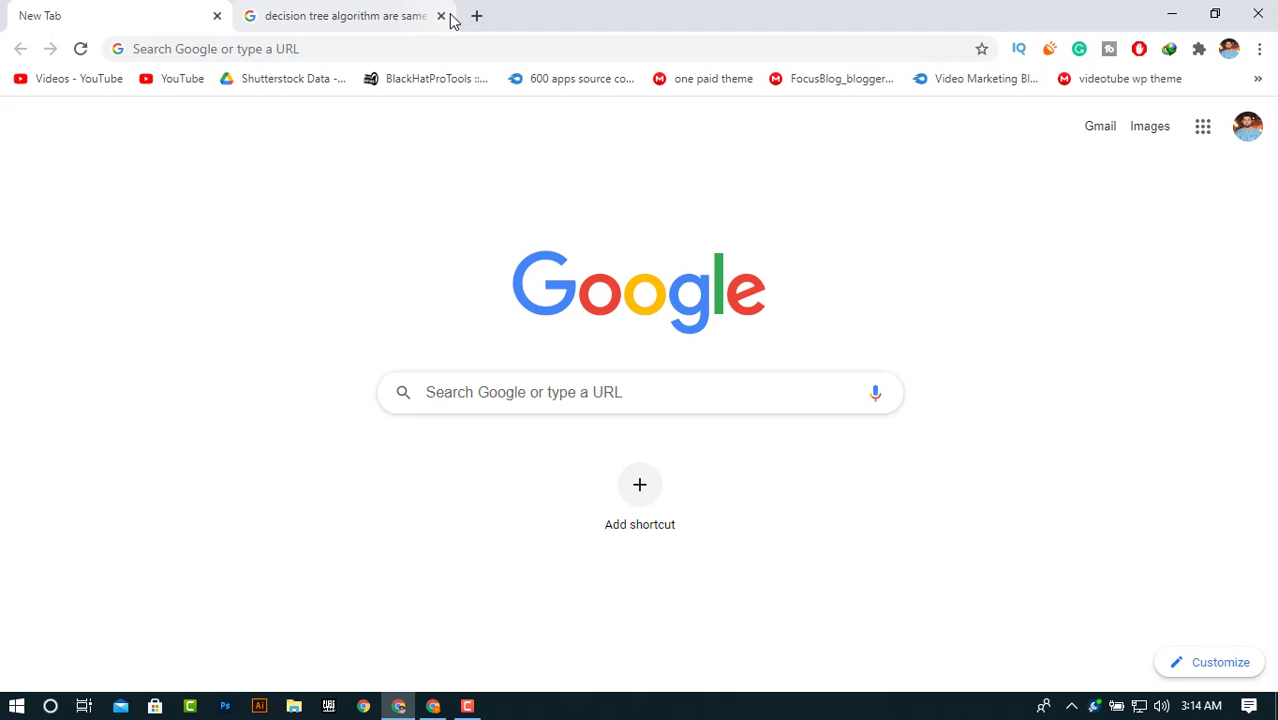 New Tab
decision tree algorithm are same
Search Google or type a URL
Videos - YouTube
YouTube
Shutterstock Data -...
BlackHatProTools ::...
600 apps source co...
one paid theme
FocusBlog_blogger...
Video Marketing Bl...
videotube wp theme
Gmail
Images
Google
Search Google or type a URL
Add shortcut
Customize
3:14 AM